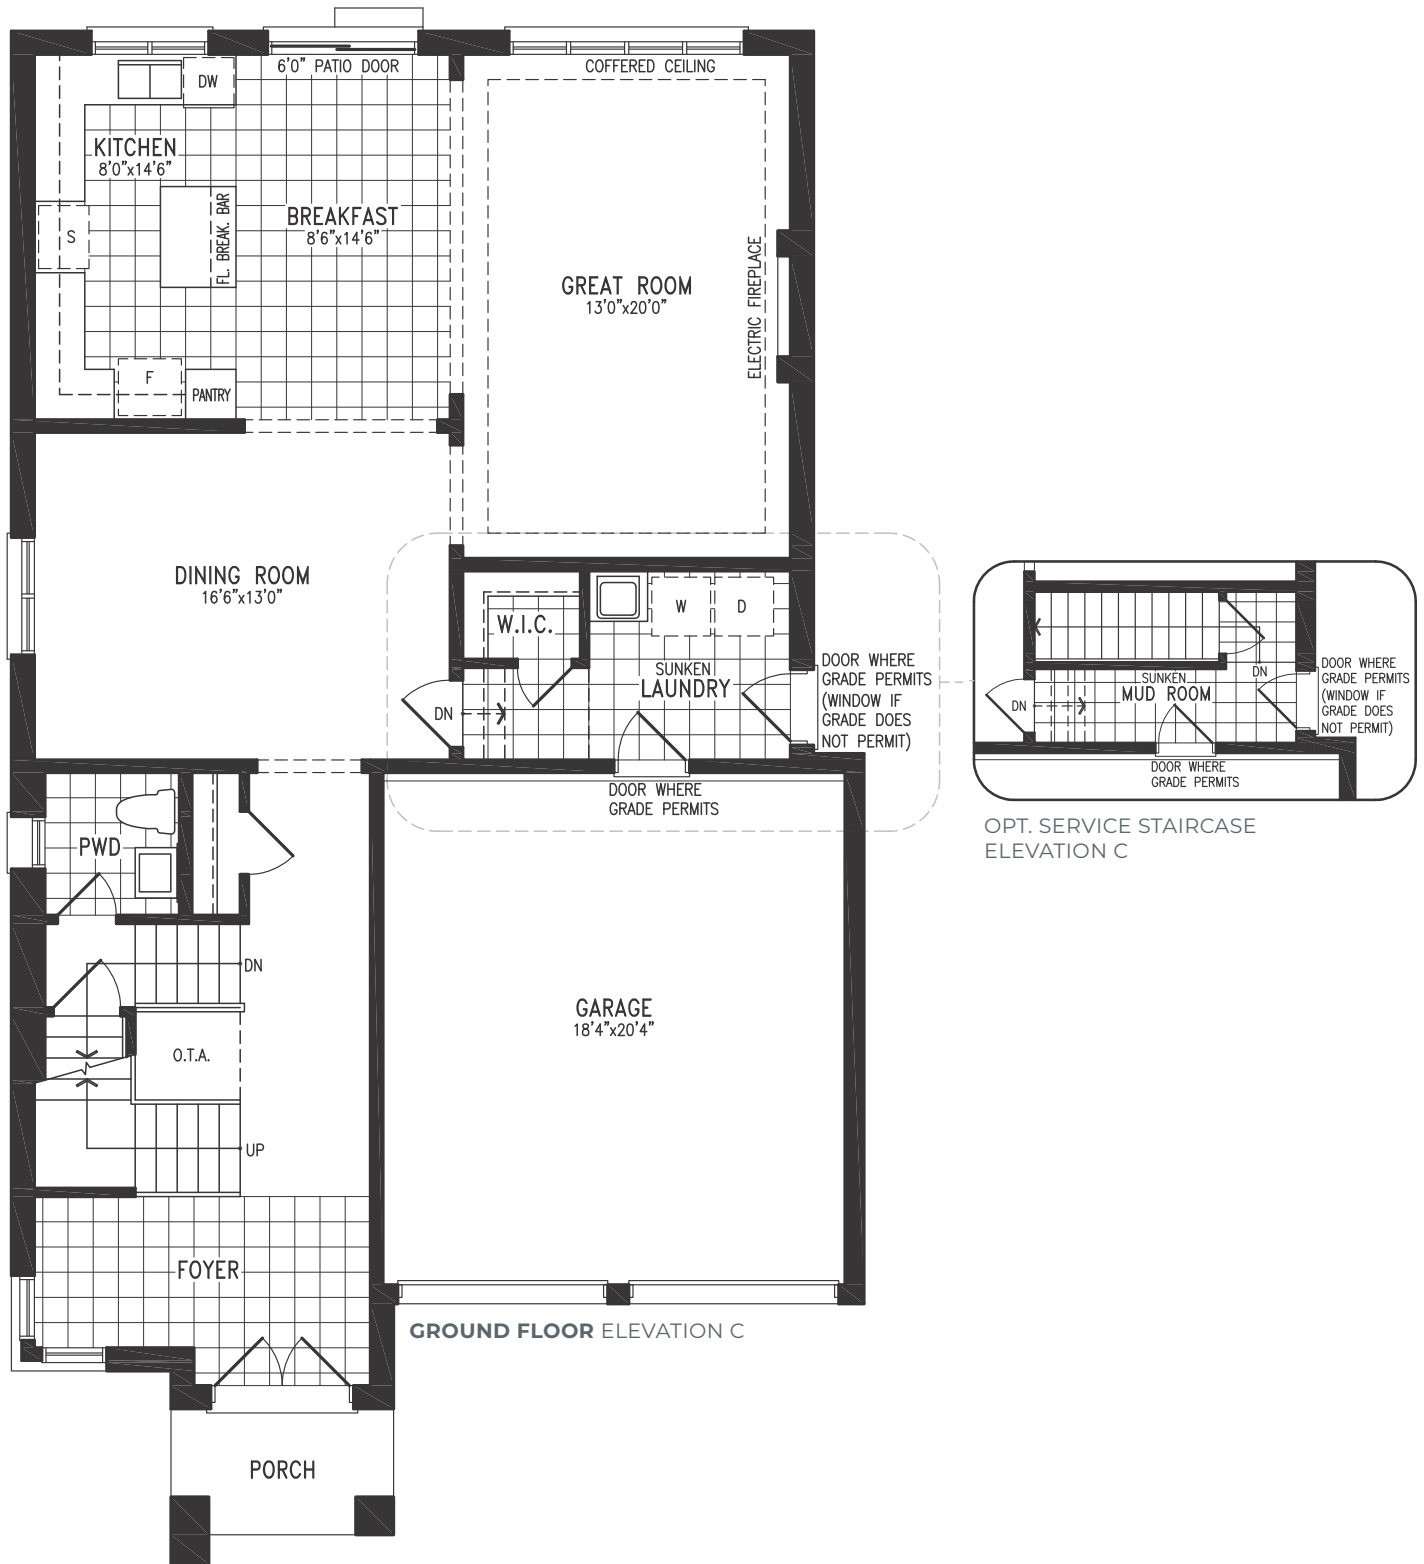 6'0" PATIO DOOR
COFFERED CEILING
DW
KITCHEN
8'0"x14'6"
S
FL. BREAK. BAR
BREAKFAST
8'6"x14'6"
GREAT ROOM
13'0"x20'0"
ELECTRIC FIREPLACE
F
PANTRY
DINING ROOM
16'6"x13'0"
W.I.C.
W
D
SUNKEN
LAUNDRY
DN
DOOR WHERE
GRADE PERMITS
(WINDOW IF
GRADE DOES
NOT PERMIT)
DOOR WHERE
GRADE PERMITS
SUNKEN
MUD ROOM
DN
DN
DOOR WHERE
GRADE PERMITS
(WINDOW IF
GRADE DOES
NOT PERMIT)
DOOR WHERE
GRADE PERMITS
OPT. SERVICE STAIRCASE
ELEVATION C
PWD
DN
O.T.A.
UP
GARAGE
18'4"x20'4"
FOYER
GROUND FLOOR ELEVATION C
PORCH